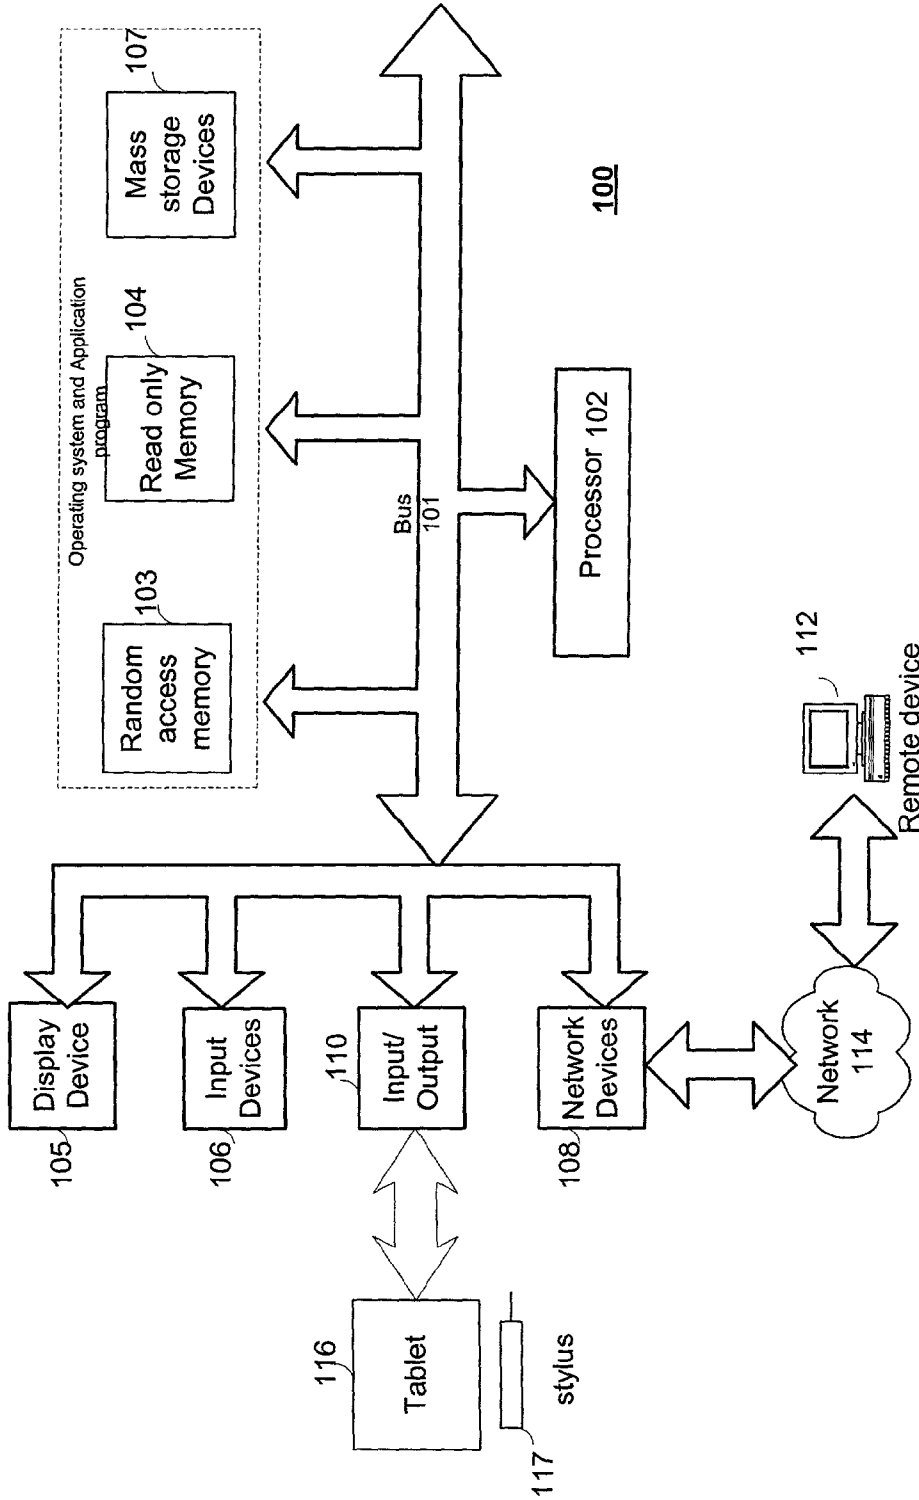 Operating system and Application
program
107
Mass
storage
Devices
104
Read only
Memory
103
Random
access
memory
105
Display
Device
106
Input
Devices
110
Input/
Output
108
Network
Devices
Bus
101
Processor 102
100
116
Tablet
117
stylus
Network
114
112
Remote device